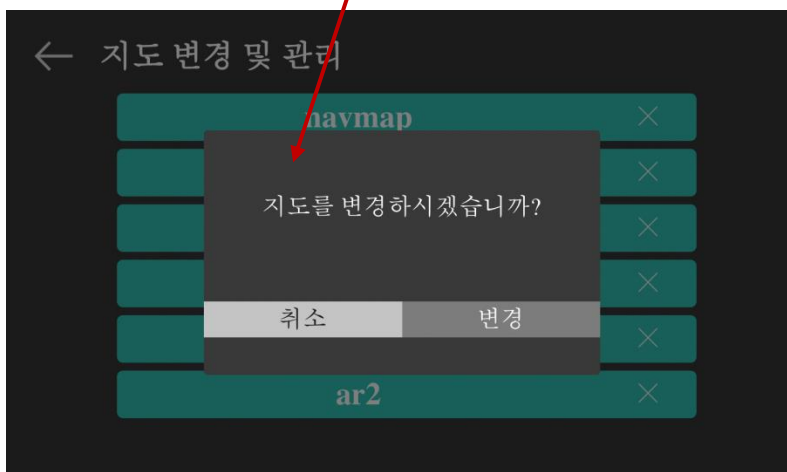 지도 변경 및 관리
navmap
지도를 변경하시겠습니까?
취소 변경
ar2